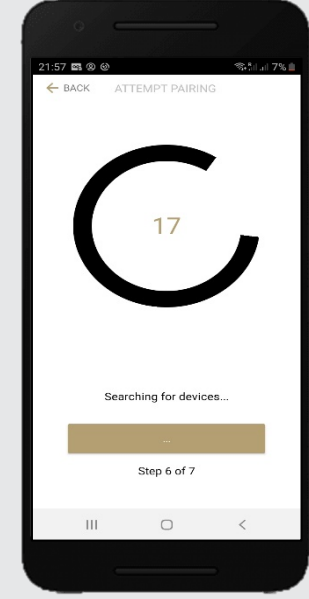 21:57 7%
← BACK ATTEMPT PAIRING
17
Searching for devices...
...
Step 6 of 7